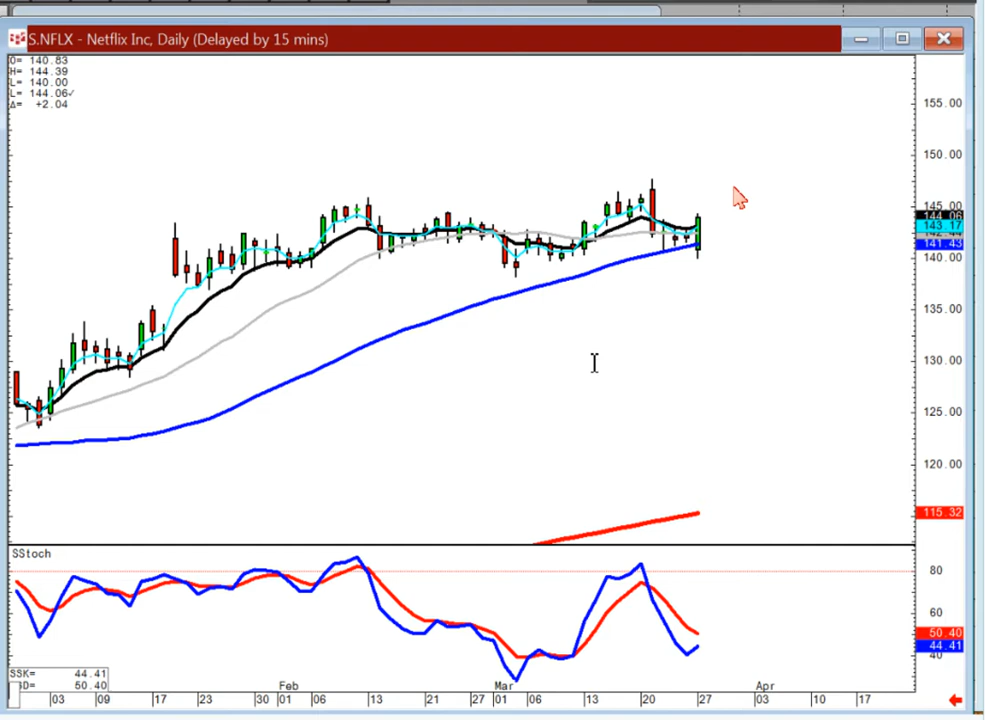 S.NFLX - Netflix Inc, Daily (Delayed by 15 mins)
O= 140.83
H= 144.39
L= 140.00
L= 144.06✓
Δ= +2.04
155.00
150.00
145.00
144.06
143.17
141.43
140.00
135.00
130.00
125.00
120.00
115.32
SStoch
80
60
50.40
44.41
40
SSK= 44.41
D= 50.40
Feb Mar Apr
03 09 17 23 30 01 06 13 21 27 01 06 13 20 27 03 10 17